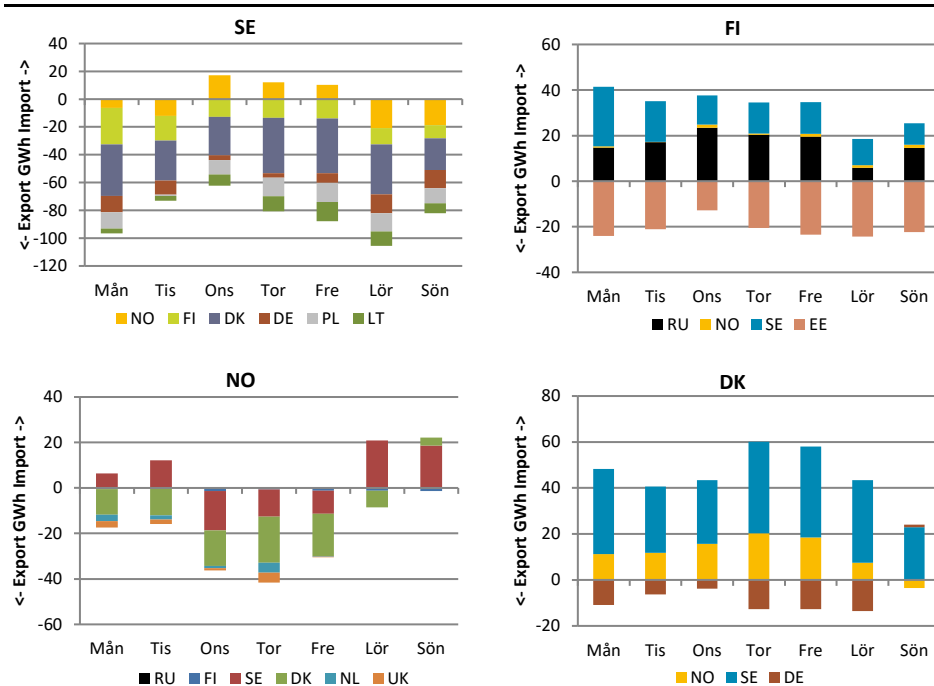 SE
<- Export GWh Import ->
40
20
0
-20
-40
-60
-80
-100
-120
Mån Tis Ons Tor Fre Lör Sön
NO FI DK DE PL LT
FI
<- Export GWh Import ->
60
40
20
0
-20
-40
Mån Tis Ons Tor Fre Lör Sön
RU NO SE EE
NO
<- Export GWh Import ->
40
20
0
-20
-40
-60
Mån Tis Ons Tor Fre Lör Sön
RU FI SE DK NL UK
DK
<- Export GWh Import ->
80
60
40
20
0
-20
Mån Tis Ons Tor Fre Lör Sön
NO SE DE